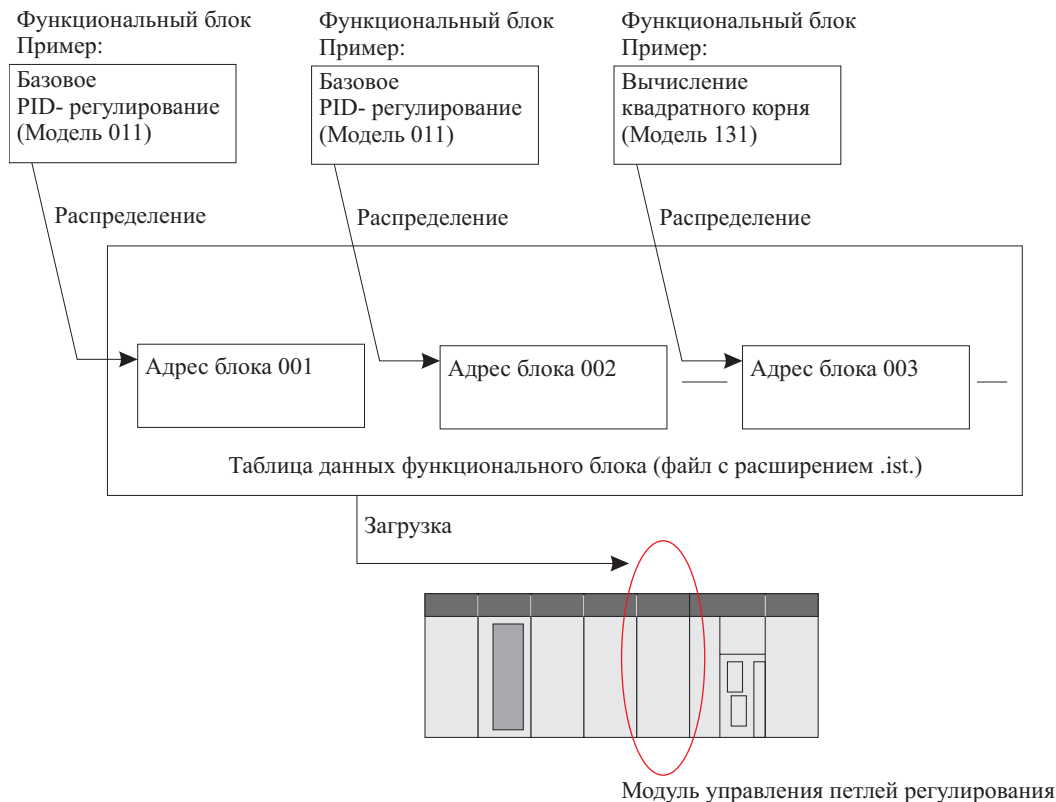 Функциональный блок
Пример:
Базовое
PID- регулирование
(Модель 011)
Функциональный блок
Пример:
Базовое
PID- регулирование
(Модель 011)
Функциональный блок
Пример:
Вычисление
квадратного корня
(Модель 131)
Распределение
Распределение
Распределение
Адрес блока 001
Адрес блока 002
Адрес блока 003
Таблица данных функционального блока (файл с расширением .ist.)
Загрузка
Модуль управления петлей регулирования